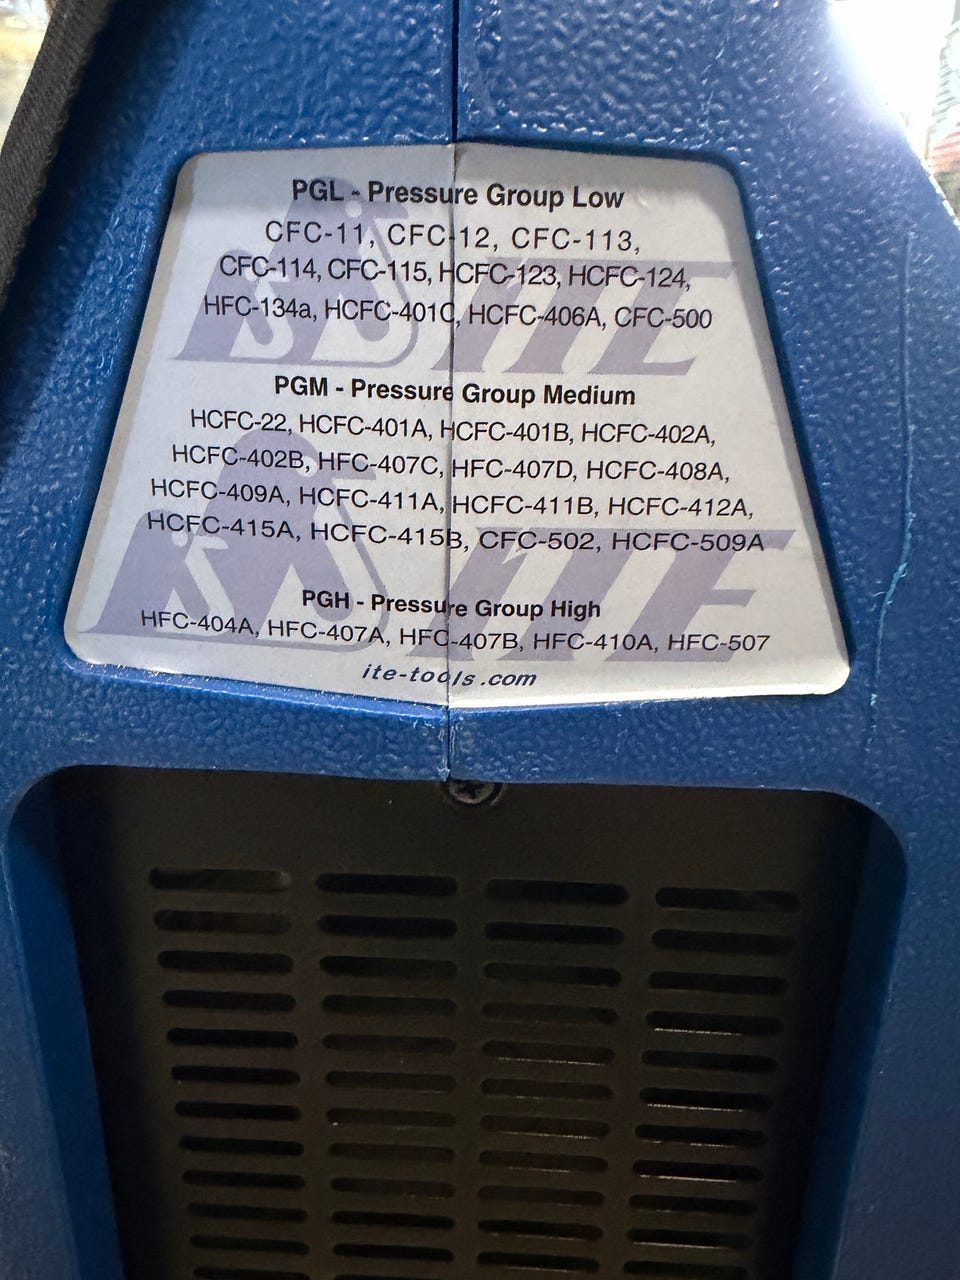 PGL - Pressure Group Low
CFC-11, CFC-12, CFC-113,
CFC-114, CFC-115, HCFC-123, HCFC-124,
HFC-134a, HCFC-401C, HCFC-406A, CFC-500
PGM - Pressure Group Medium
HCFC-22, HCFC-401A, HCFC-401B, HCFC-402A,
HCFC-402B, HFC-407C, HFC-407D, HCFC-408A,
HCFC-409A, HCFC-411A, HCFC-411B, HCFC-412A,
HCFC-415A, HCFC-415B, CFC-502, HCFC-509A
PGH - Pressure Group High
HFC-404A, HFC-407A, HFC-407B, HFC-410A, HFC-507
ite-tools.com
ITE
ITE